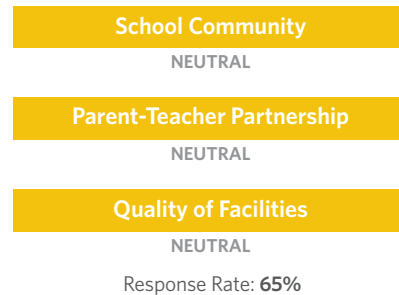 School Community
NEUTRAL
Parent-Teacher Partnership
NEUTRAL
Quality of Facilities
NEUTRAL
Response Rate: 65%